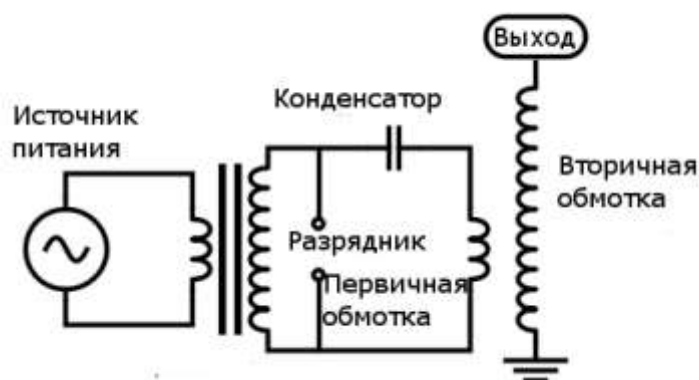 Выход
Конденсатор
Источник
питания
Вторичная
обмотка
Разрядник
Первичная
обмотка